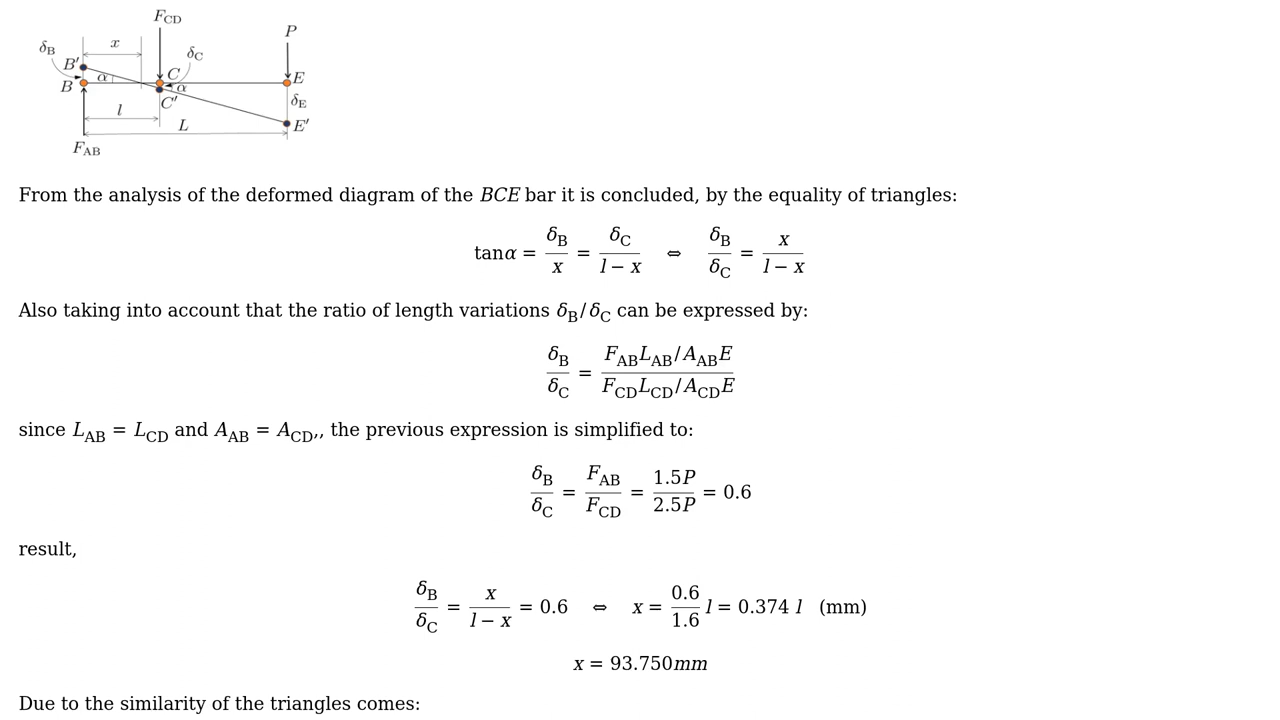 F_CD
P
δ_B
x
δ_C
B′
α
C
E
B
α
C′
δ_E
l
L
E′
F_AB
From the analysis of the deformed diagram of the BCE bar it is concluded, by the equality of triangles:
tanα = δ_B / x = δ_C / (l − x) ⇔ δ_B / δ_C = x / (l − x)
Also taking into account that the ratio of length variations δ_B/δ_C can be expressed by:
δ_B / δ_C = (F_AB L_AB/A_AB E) / (F_CD L_CD/A_CD E)
since L_AB = L_CD and A_AB = A_CD,, the previous expression is simplified to:
δ_B / δ_C = F_AB / F_CD = 1.5P / 2.5P = 0.6
result,
δ_B / δ_C = x / (l − x) = 0.6 ⇔ x = 0.6 / 1.6 l = 0.374 l (mm)
x = 93.750mm
Due to the similarity of the triangles comes: